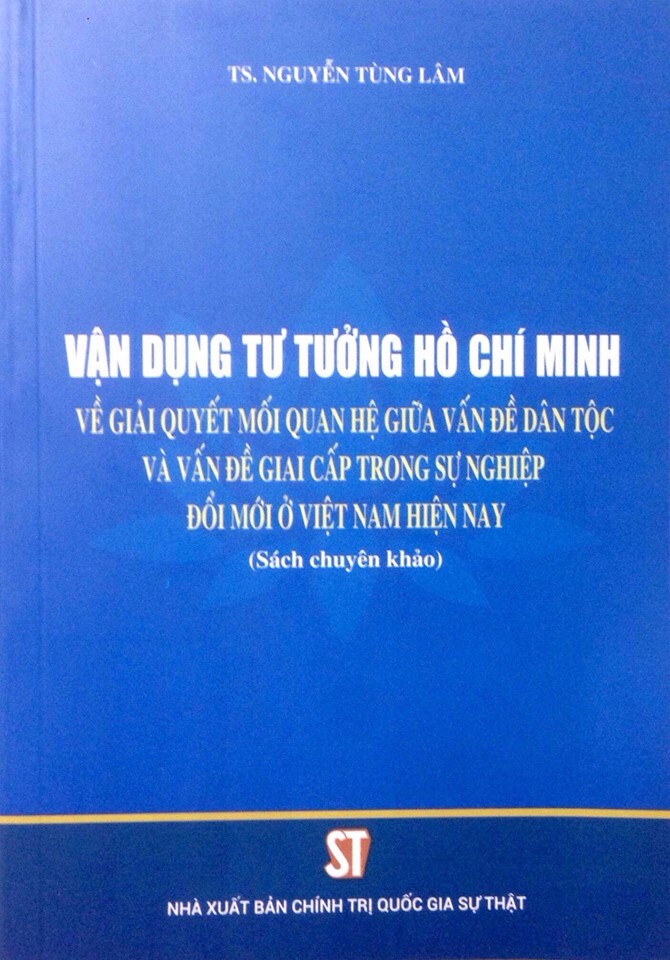 TS. NGUYỄN TÙNG LÂM
VẬN DỤNG TƯ TƯỞNG HỒ CHÍ MINH
VỀ GIẢI QUYẾT MỐI QUAN HỆ GIỮA VẤN ĐỀ DÂN TỘC
VÀ VẤN ĐỀ GIAI CẤP TRONG SỰ NGHIỆP
ĐỔI MỚI Ở VIỆT NAM HIỆN NAY
(Sách chuyên khảo)
ST
NHÀ XUẤT BẢN CHÍNH TRỊ QUỐC GIA SỰ THẬT